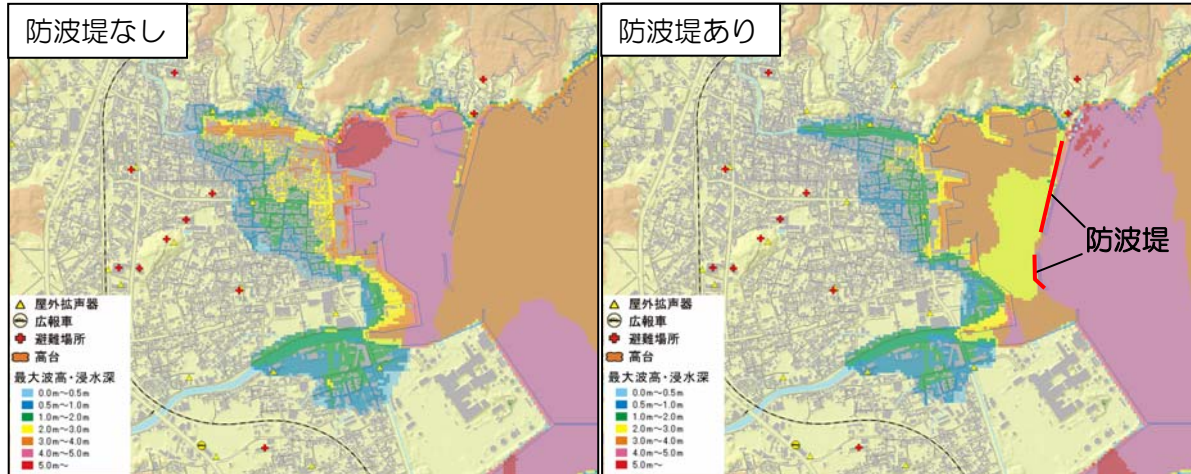 防波堤なし
屋外拡声器
広報車
避難場所
高台
最大波高・浸水深
0.0m～0.5m
0.5m～1.0m
1.0m～2.0m
2.0m～3.0m
3.0m～4.0m
4.0m～5.0m
5.0m～
防波堤あり
防波堤
屋外拡声器
広報車
避難場所
高台
最大波高・浸水深
0.0m～0.5m
0.5m～1.0m
1.0m～2.0m
2.0m～3.0m
3.0m～4.0m
4.0m～5.0m
5.0m～